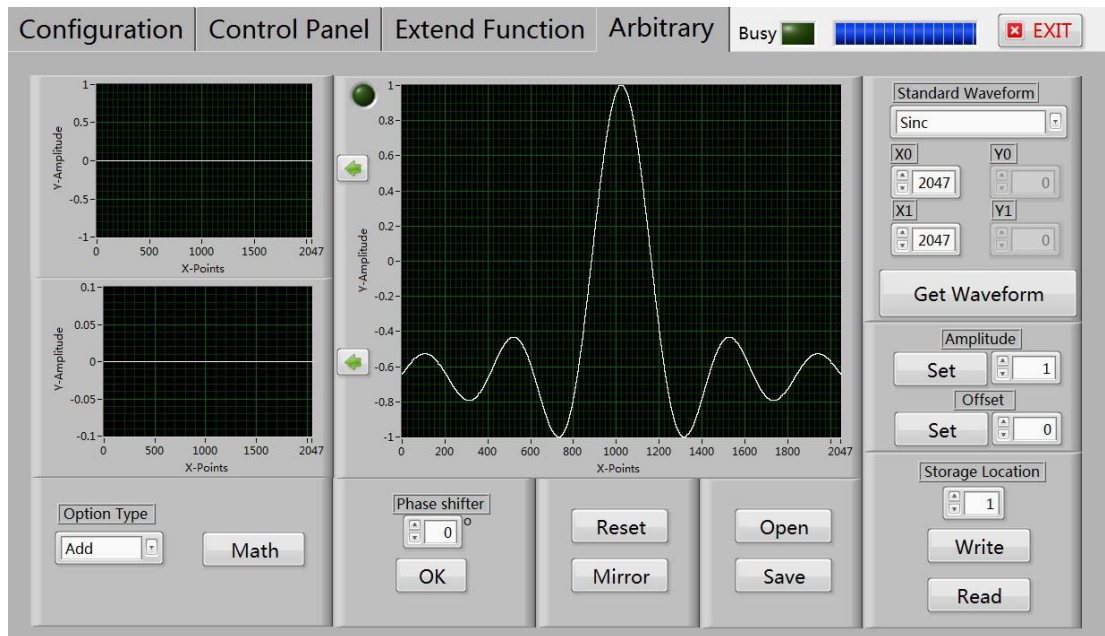 Configuration
Control Panel
Extend Function
Arbitrary
Busy
EXIT
1
0.5
0
-0.5
-1
Y-Amplitude
0 500 1000 1500 2047
X-Points
0.1
0.05
0
-0.05
-0.1
Y-Amplitude
0 500 1000 1500 2047
X-Points
1
0.8
0.6
0.4
0.2
0
-0.2
-0.4
-0.6
-0.8
-1
Y-Amplitude
0 200 400 600 800 1000 1200 1400 1600 1800 2047
X-Points
Standard Waveform
Sinc
X0 Y0
2047 0
X1 Y1
2047 0
Get Waveform
Amplitude
Set 1
Offset
Set 0
Storage Location
1
Write
Read
Option Type
Add
Math
Phase shifter
0 o
OK
Reset
Mirror
Open
Save